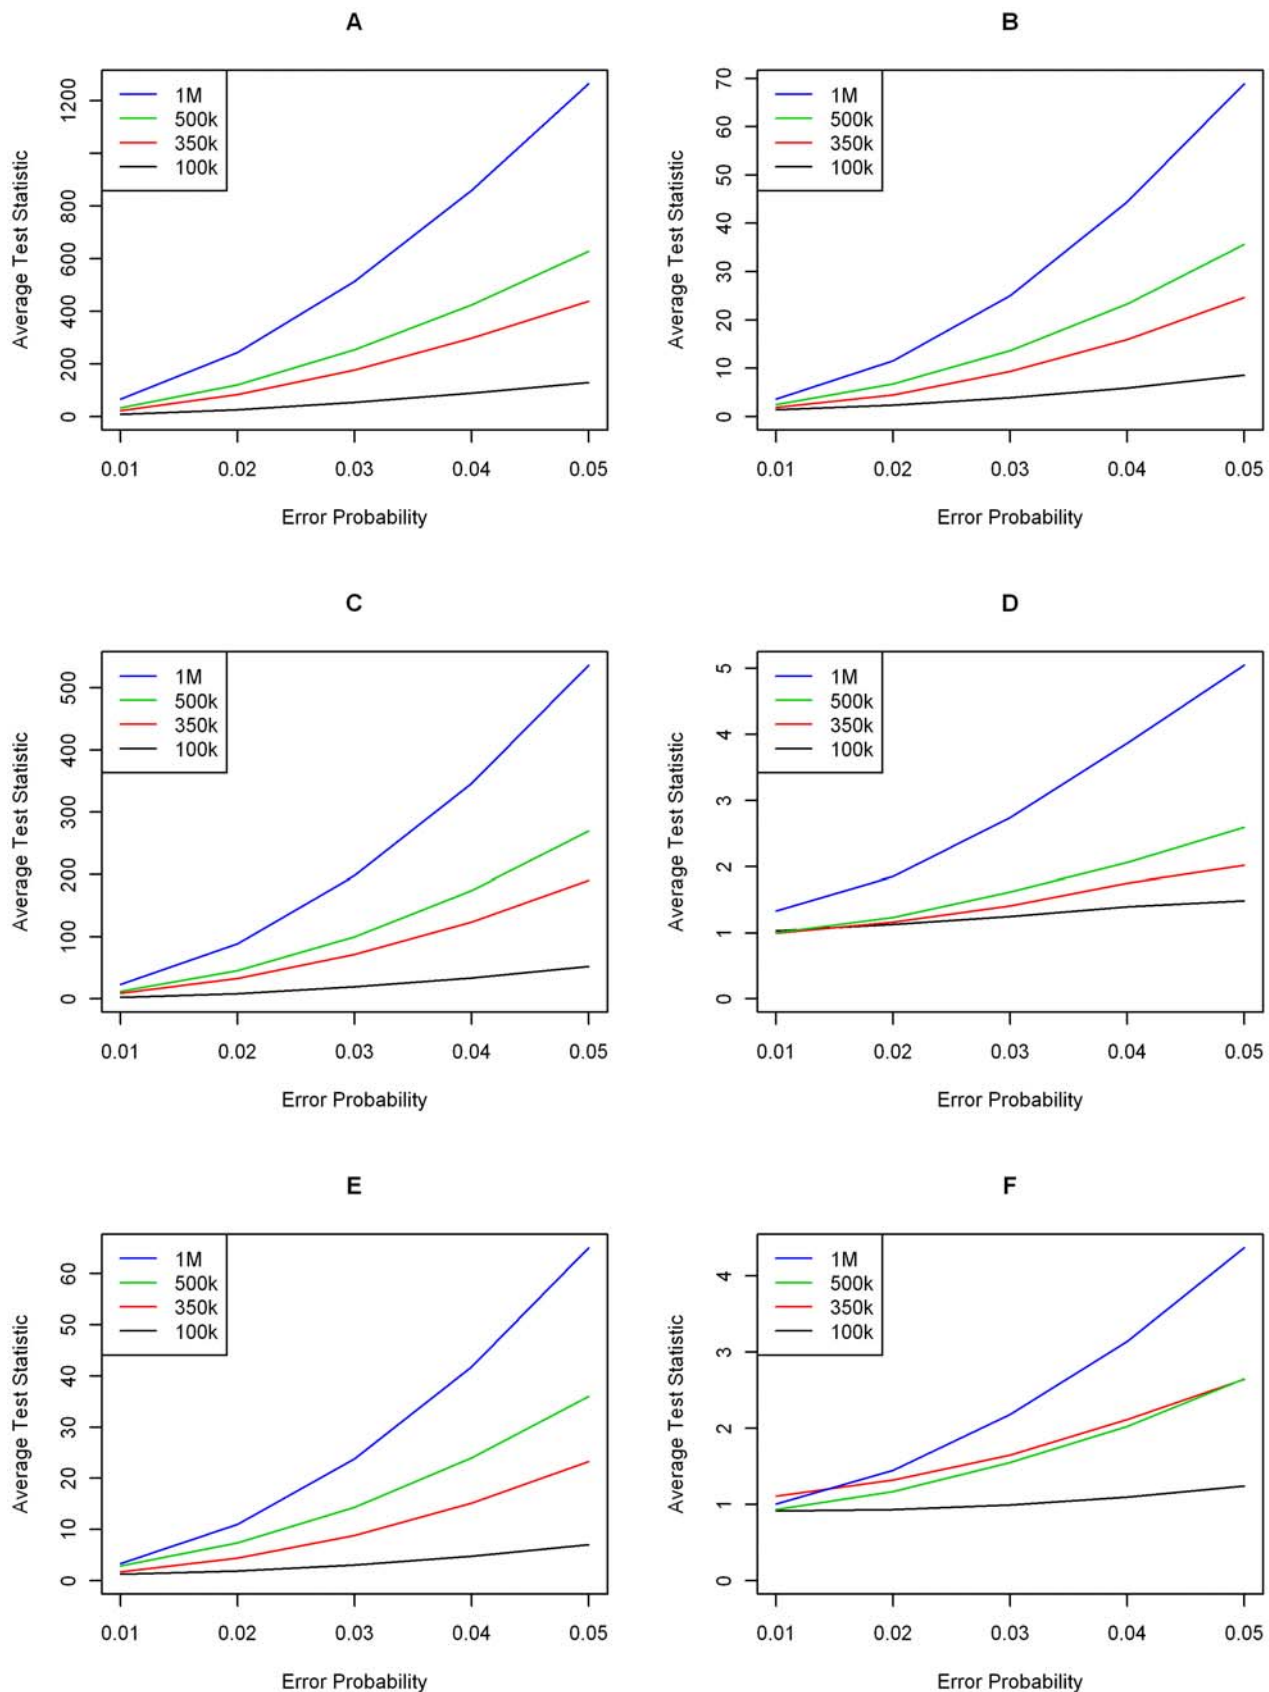 A
1M
500k
350k
100k
Average Test Statistic
0 200 400 600 800 1200
0.01 0.02 0.03 0.04 0.05
Error Probability
B
1M
500k
350k
100k
Average Test Statistic
0 10 20 30 40 50 60 70
0.01 0.02 0.03 0.04 0.05
Error Probability
C
1M
500k
350k
100k
Average Test Statistic
0 100 200 300 400 500
0.01 0.02 0.03 0.04 0.05
Error Probability
D
1M
500k
350k
100k
Average Test Statistic
0 1 2 3 4 5
0.01 0.02 0.03 0.04 0.05
Error Probability
E
1M
500k
350k
100k
Average Test Statistic
0 10 20 30 40 50 60
0.01 0.02 0.03 0.04 0.05
Error Probability
F
1M
500k
350k
100k
Average Test Statistic
0 1 2 3 4
0.01 0.02 0.03 0.04 0.05
Error Probability